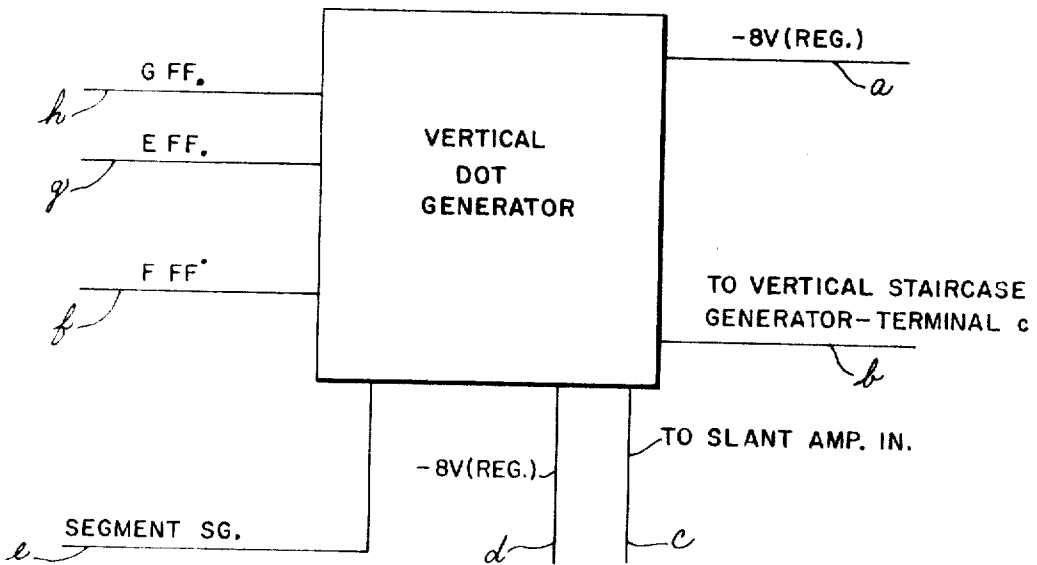 -8V(REG.)
a
G FF.
h
E FF.
g
VERTICAL
DOT
GENERATOR
F FF.
f
TO VERTICAL STAIRCASE
GENERATOR-TERMINAL c
b
TO SLANT AMP. IN.
-8V(REG.)
SEGMENT SG.
e
d
c